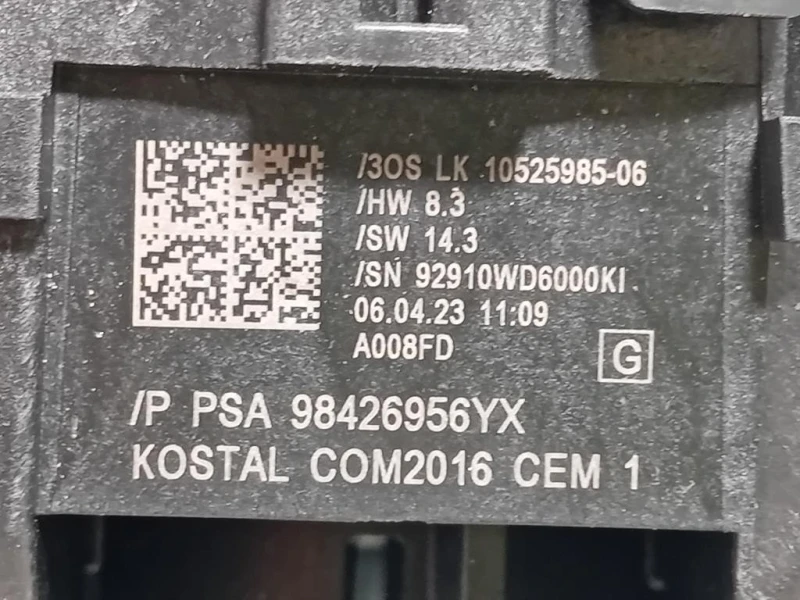 /3OS LK 10525985-06
/HW 8.3
/SW 14.3
/SN 92910WD6000KI
06.04.23 11:09
A008FD
G
/P PSA 98426956YX
KOSTAL COM2016 CEM 1